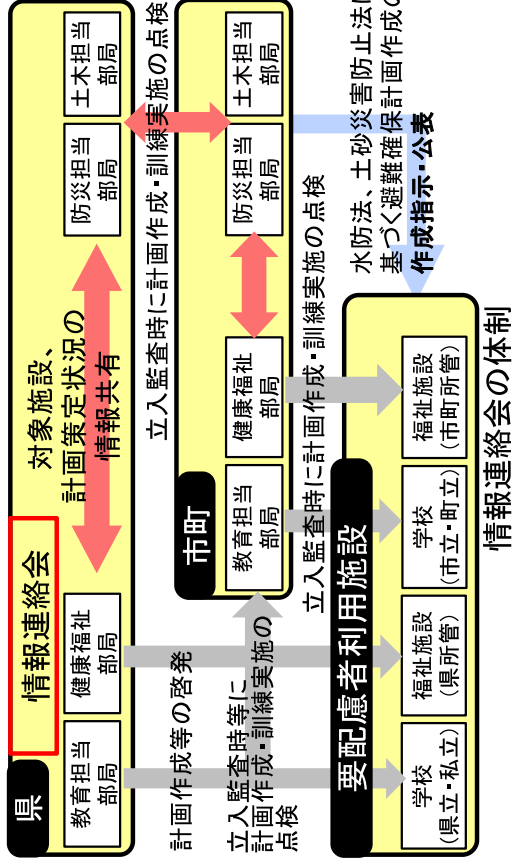 県
情報連絡会
教育担当
部局
健康福祉
部局
対象施設、
計画策定状況の
情報共有
防災担当
部局
土木担当
部局
計画作成等の啓発
立入監査時に計画作成・訓練実施の点検
市町
教育担当
部局
健康福祉
部局
防災担当
部局
土木担当
部局
立入監査時等に
計画作成・訓練実施の
点検
立入監査時に計画作成・訓練実施の点検
水防法、土砂災害防止法に
基づく避難確保計画作成の
作成指示・公表
要配慮者利用施設
学校
(県立・私立)
福祉施設
(県所管)
学校
(市立・町立)
福祉施設
(市町所管)
情報連絡会の体制